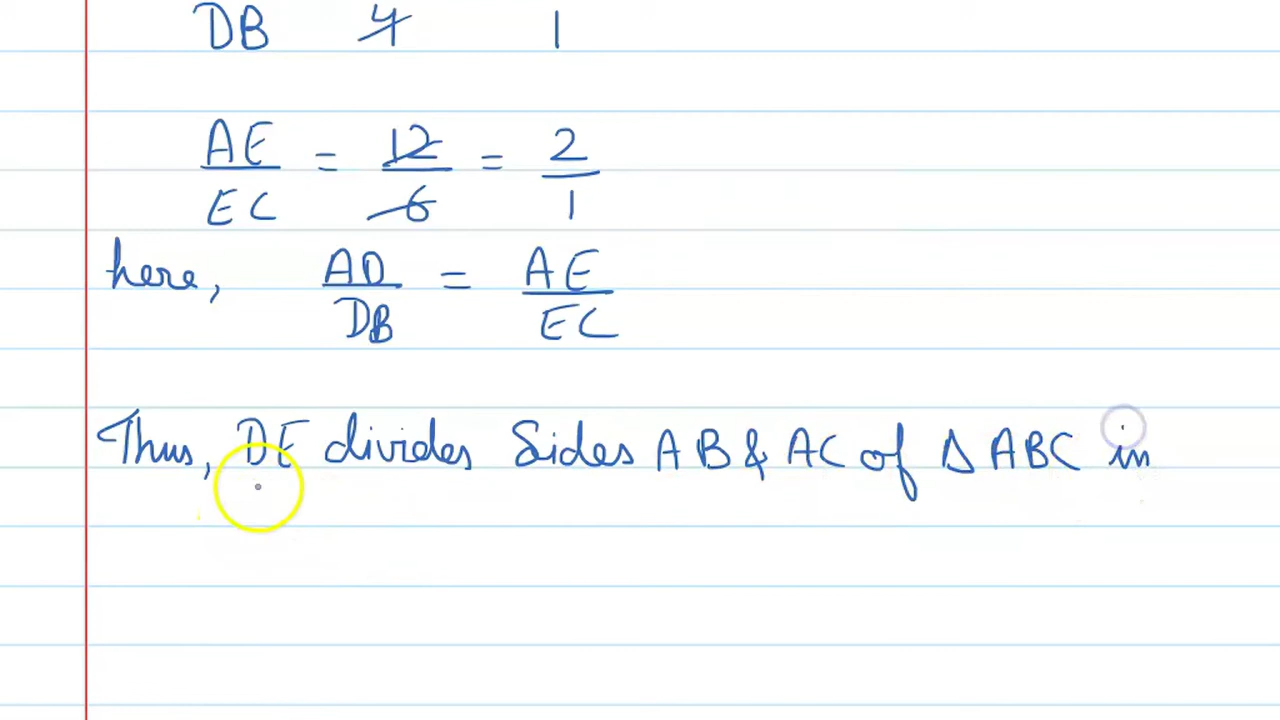 DB 4 1
AE = 12 = 2
EC 6 1
here, AD = AE
DB EC
Thus, DE divides Sides AB & AC of Δ ABC in